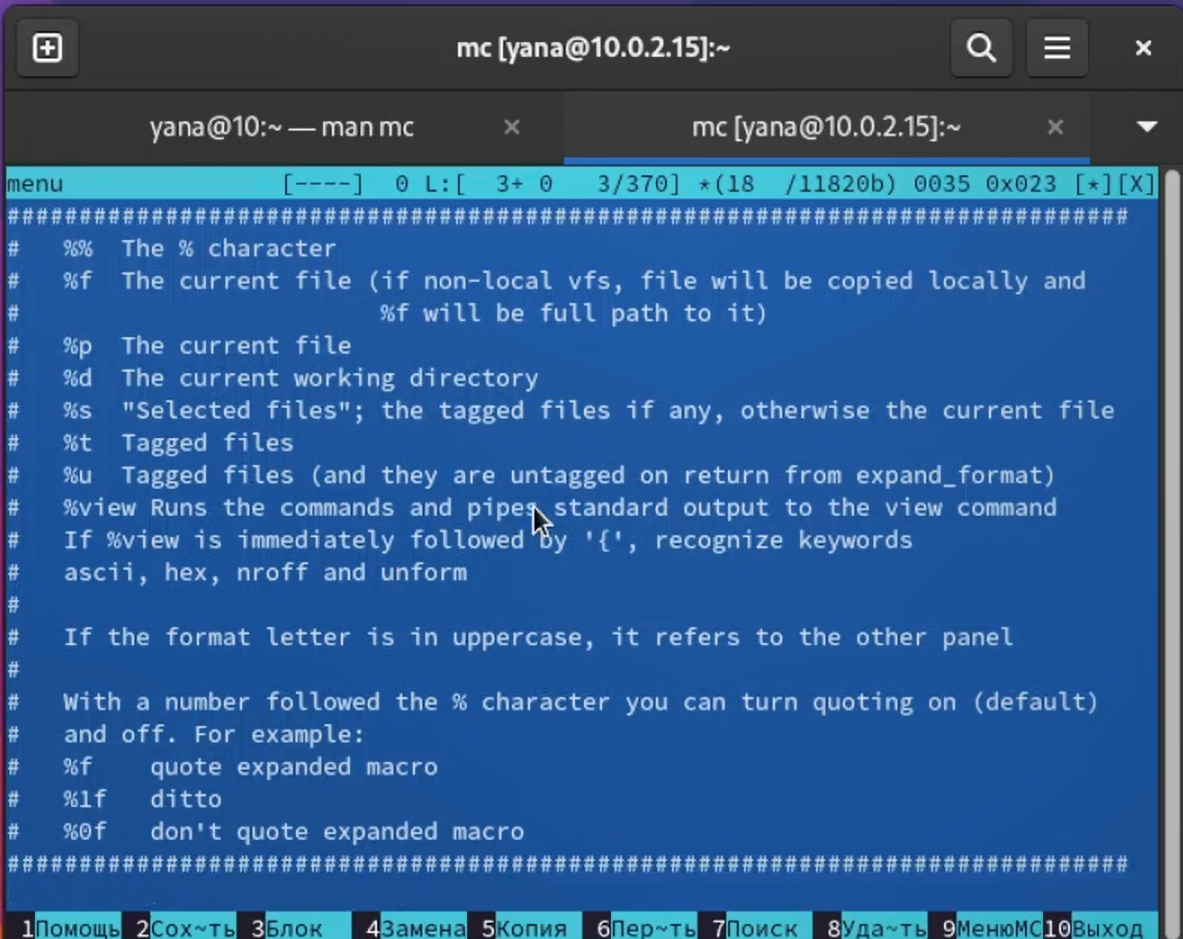 mc [yana@10.0.2.15]:~
yana@10:~ — man mc
mc [yana@10.0.2.15]:~
menu [----] 0 L:[ 3+ 0 3/370] *(18 /11820b) 0035 0x023 [*][X]
##############################################################################
# %% The % character
# %f The current file (if non-local vfs, file will be copied locally and
# %f will be full path to it)
# %p The current file
# %d The current working directory
# %s "Selected files"; the tagged files if any, otherwise the current file
# %t Tagged files
# %u Tagged files (and they are untagged on return from expand_format)
# %view Runs the commands and pipes standard output to the view command
# If %view is immediately followed by '{', recognize keywords
# ascii, hex, nroff and unform
#
# If the format letter is in uppercase, it refers to the other panel
#
# With a number followed the % character you can turn quoting on (default)
# and off. For example:
# %f quote expanded macro
# %1f ditto
# %0f don't quote expanded macro
##############################################################################
1Помощь 2Сох~ть 3Блок 4Замена 5Копия 6Пер~ть 7Поиск 8Уда~ть 9МенюМС 10Выход